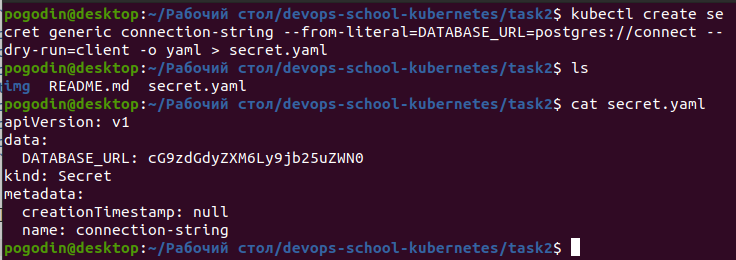 pogodin@desktop:~/Рабочий стол/devops-school-kubernetes/task2$ kubectl create se
cret generic connection-string --from-literal=DATABASE_URL=postgres://connect --
dry-run=client -o yaml > secret.yaml
pogodin@desktop:~/Рабочий стол/devops-school-kubernetes/task2$ ls
img  README.md  secret.yaml
pogodin@desktop:~/Рабочий стол/devops-school-kubernetes/task2$ cat secret.yaml
apiVersion: v1
data:
  DATABASE_URL: cG9zdGdyZXM6Ly9jb25uZWN0
kind: Secret
metadata:
  creationTimestamp: null
  name: connection-string
pogodin@desktop:~/Рабочий стол/devops-school-kubernetes/task2$